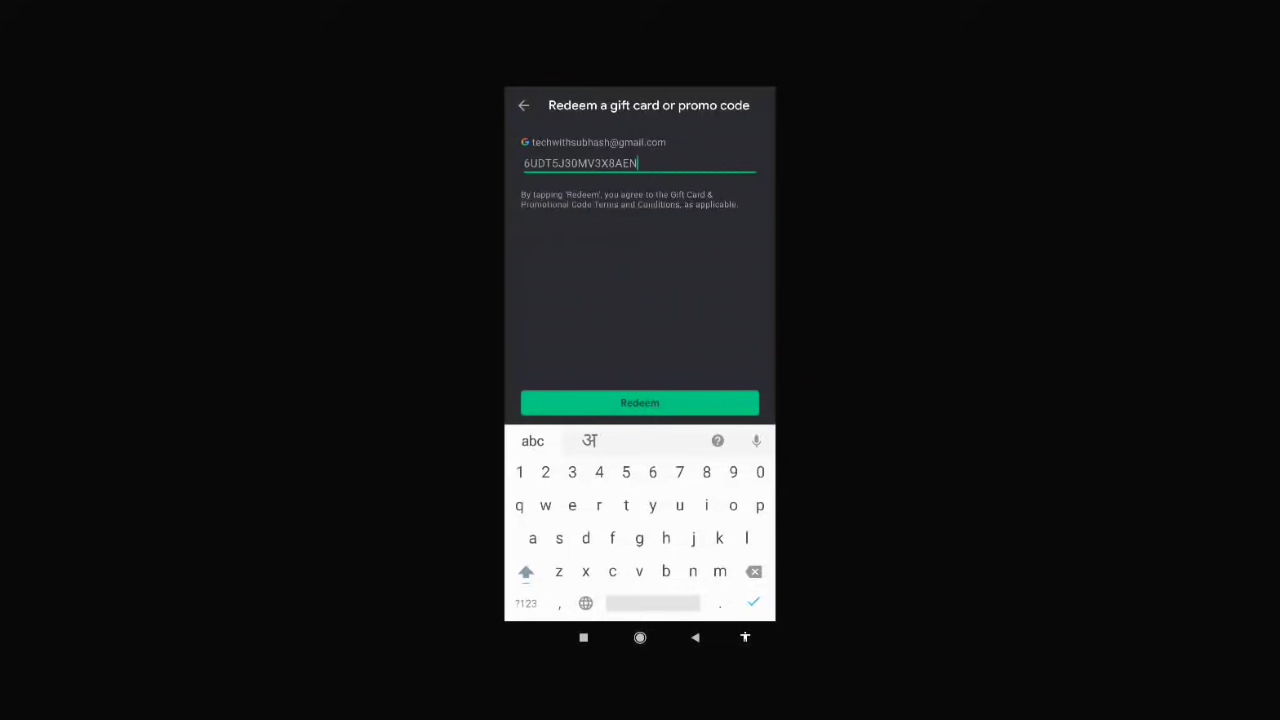 Redeem a gift card or promo code
techwithsubhash@gmail.com
6UDT5J30MV3X8AEN
By tapping 'Redeem', you agree to the Gift Card &
Promotional Code Terms and Conditions, as applicable.
Redeem
abc अ
1 2 3 4 5 6 7 8 9 0
q w e r t y u i o p
a s d f g h j k l
z x c v b n m
?123 , .